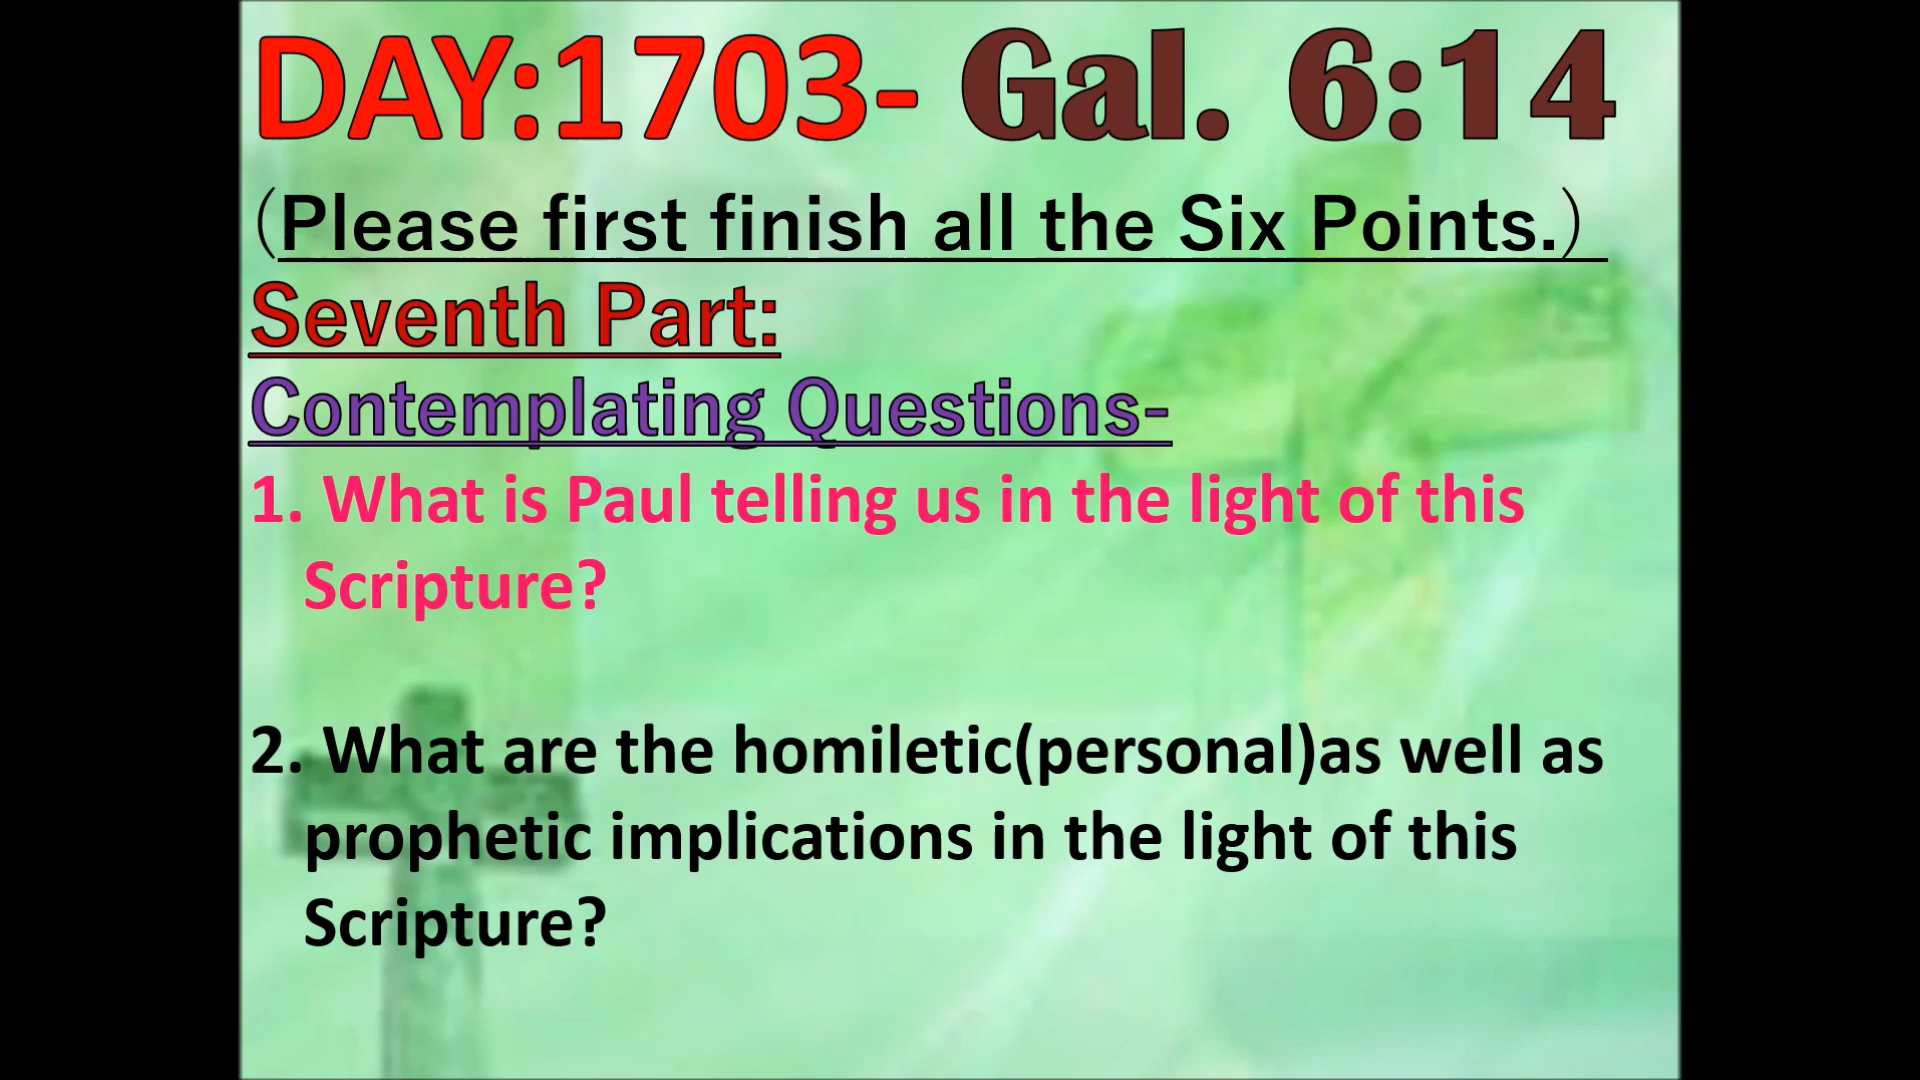 DAY:1703- Gal. 6:14
(Please first finish all the Six Points.)
Seventh Part:
Contemplating Questions-
1. What is Paul telling us in the light of this
Scripture?
2. What are the homiletic(personal)as well as
prophetic implications in the light of this
Scripture?